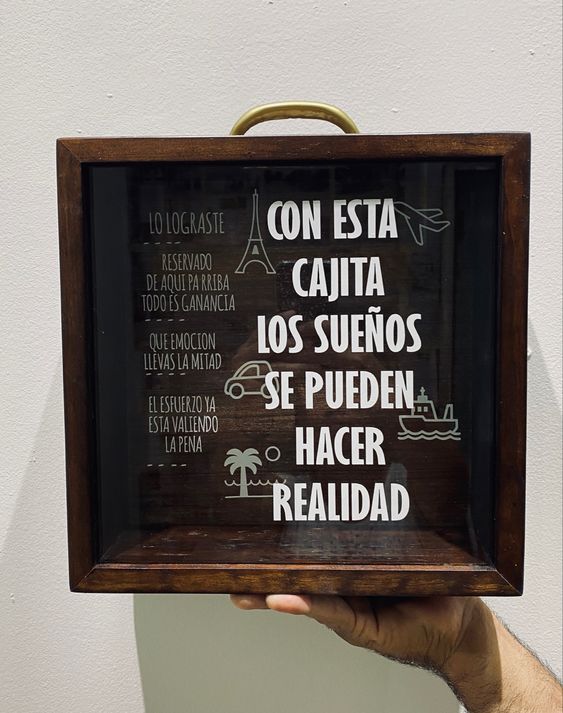 LO LOGRASTE
RESERVADO
DE AQUI PA RRIBA
TODO ES GANANCIA
QUE EMOCION
LLEVAS LA MITAD
EL ESFUERZO YA
ESTA VALIENDO
LA PENA
CON ESTA
CAJITA
LOS SUEÑOS
SE PUEDEN
HACER
REALIDAD